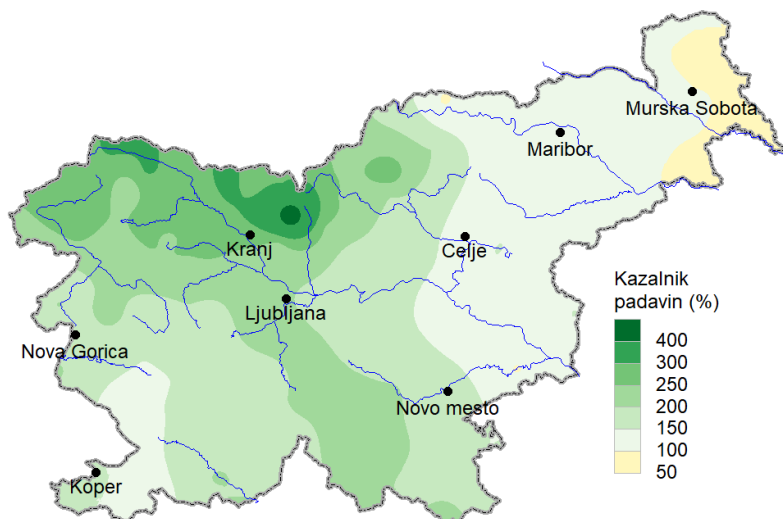 Murska Sobota
Maribor
Kranj
Celje
Ljubljana
Nova Gorica
Novo mesto
Koper
Kazalnik
padavin (%)
400
300
250
200
150
100
50